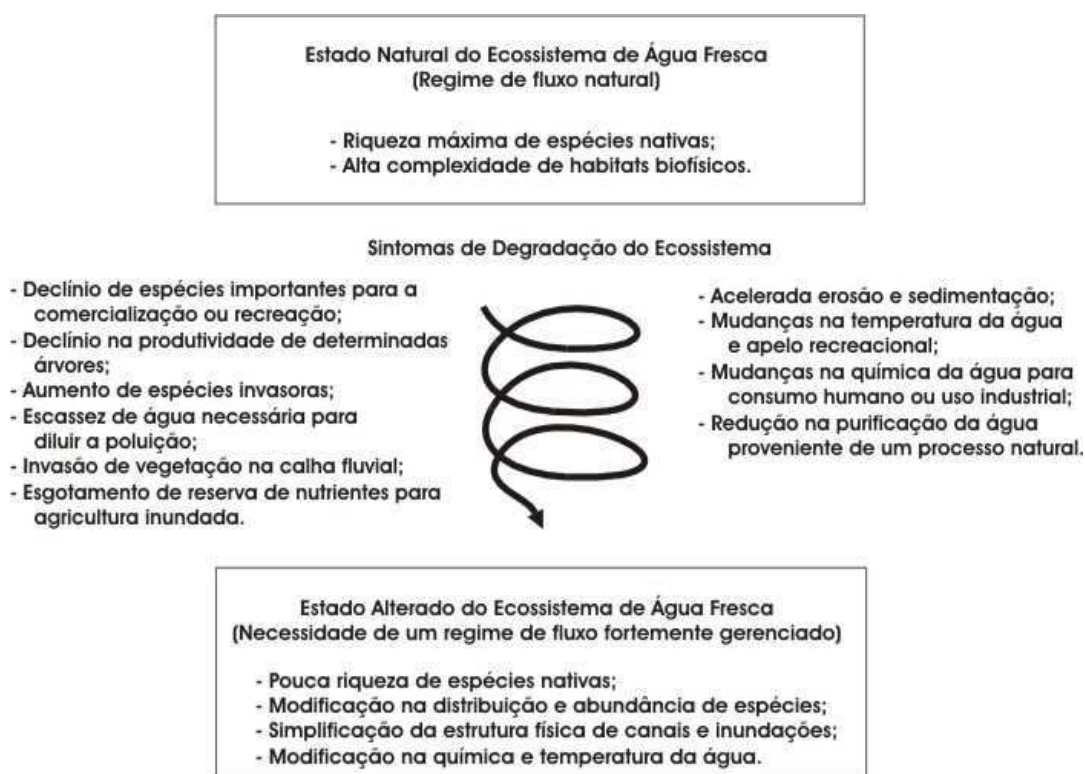 Estado Natural do Ecossistema de Água Fresca
(Regime de fluxo natural)
- Riqueza máxima de espécies nativas;
- Alta complexidade de habitats biofísicos.
Sintomas de Degradação do Ecossistema
- Declínio de espécies importantes para a
comercialização ou recreação;
- Declínio na produtividade de determinadas
árvores;
- Aumento de espécies invasoras;
- Escassez de água necessária para
diluir a poluição;
- Invasão de vegetação na calha fluvial;
- Esgotamento de reserva de nutrientes para
agricultura inundada.
- Acelerada erosão e sedimentação;
- Mudanças na temperatura da água
e apelo recreacional;
- Mudanças na química da água para
consumo humano ou uso industrial;
- Redução na purificação da água
proveniente de um processo natural.
Estado Alterado do Ecossistema de Água Fresca
(Necessidade de um regime de fluxo fortemente gerenciado)
- Pouca riqueza de espécies nativas;
- Modificação na distribuição e abundância de espécies;
- Simplificação da estrutura física de canais e inundações;
- Modificação na química e temperatura da água.